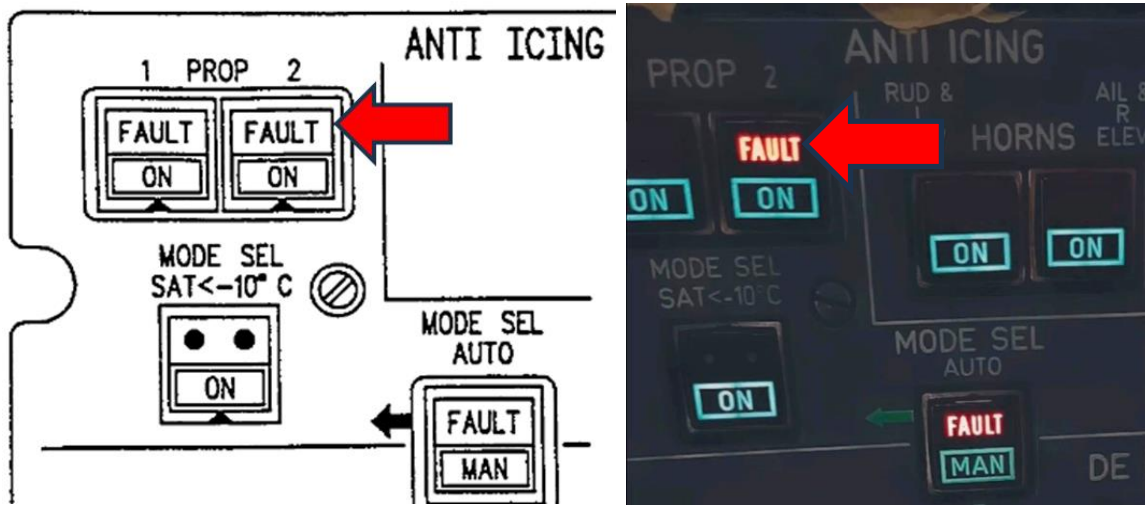 ANTI ICING
1 PROP 2
FAULT FAULT
ON ON
MODE SEL
SAT<-10° C
ON
MODE SEL
AUTO
FAULT
MAN
ANTI ICING
PROP 2
RUD &
AIL &
R
HORNS ELEV
FAULT
ON ON
ON ON
MODE SEL
SAT<-10°C
ON
MODE SEL
AUTO
FAULT
MAN
DE